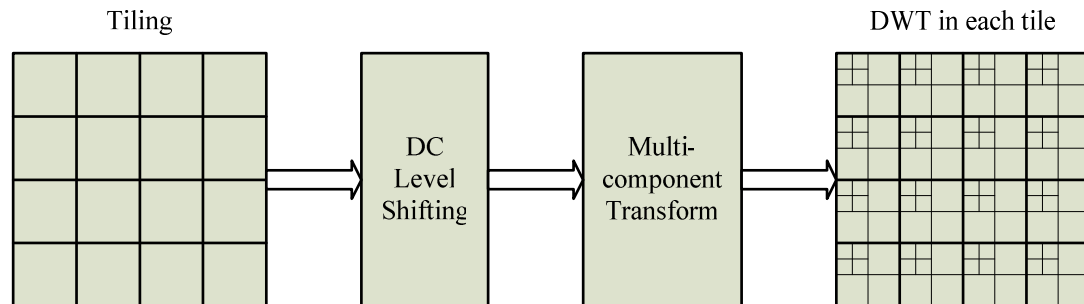 Tiling
DWT in each tile
DC
Level
Shifting
Multi-
component
Transform